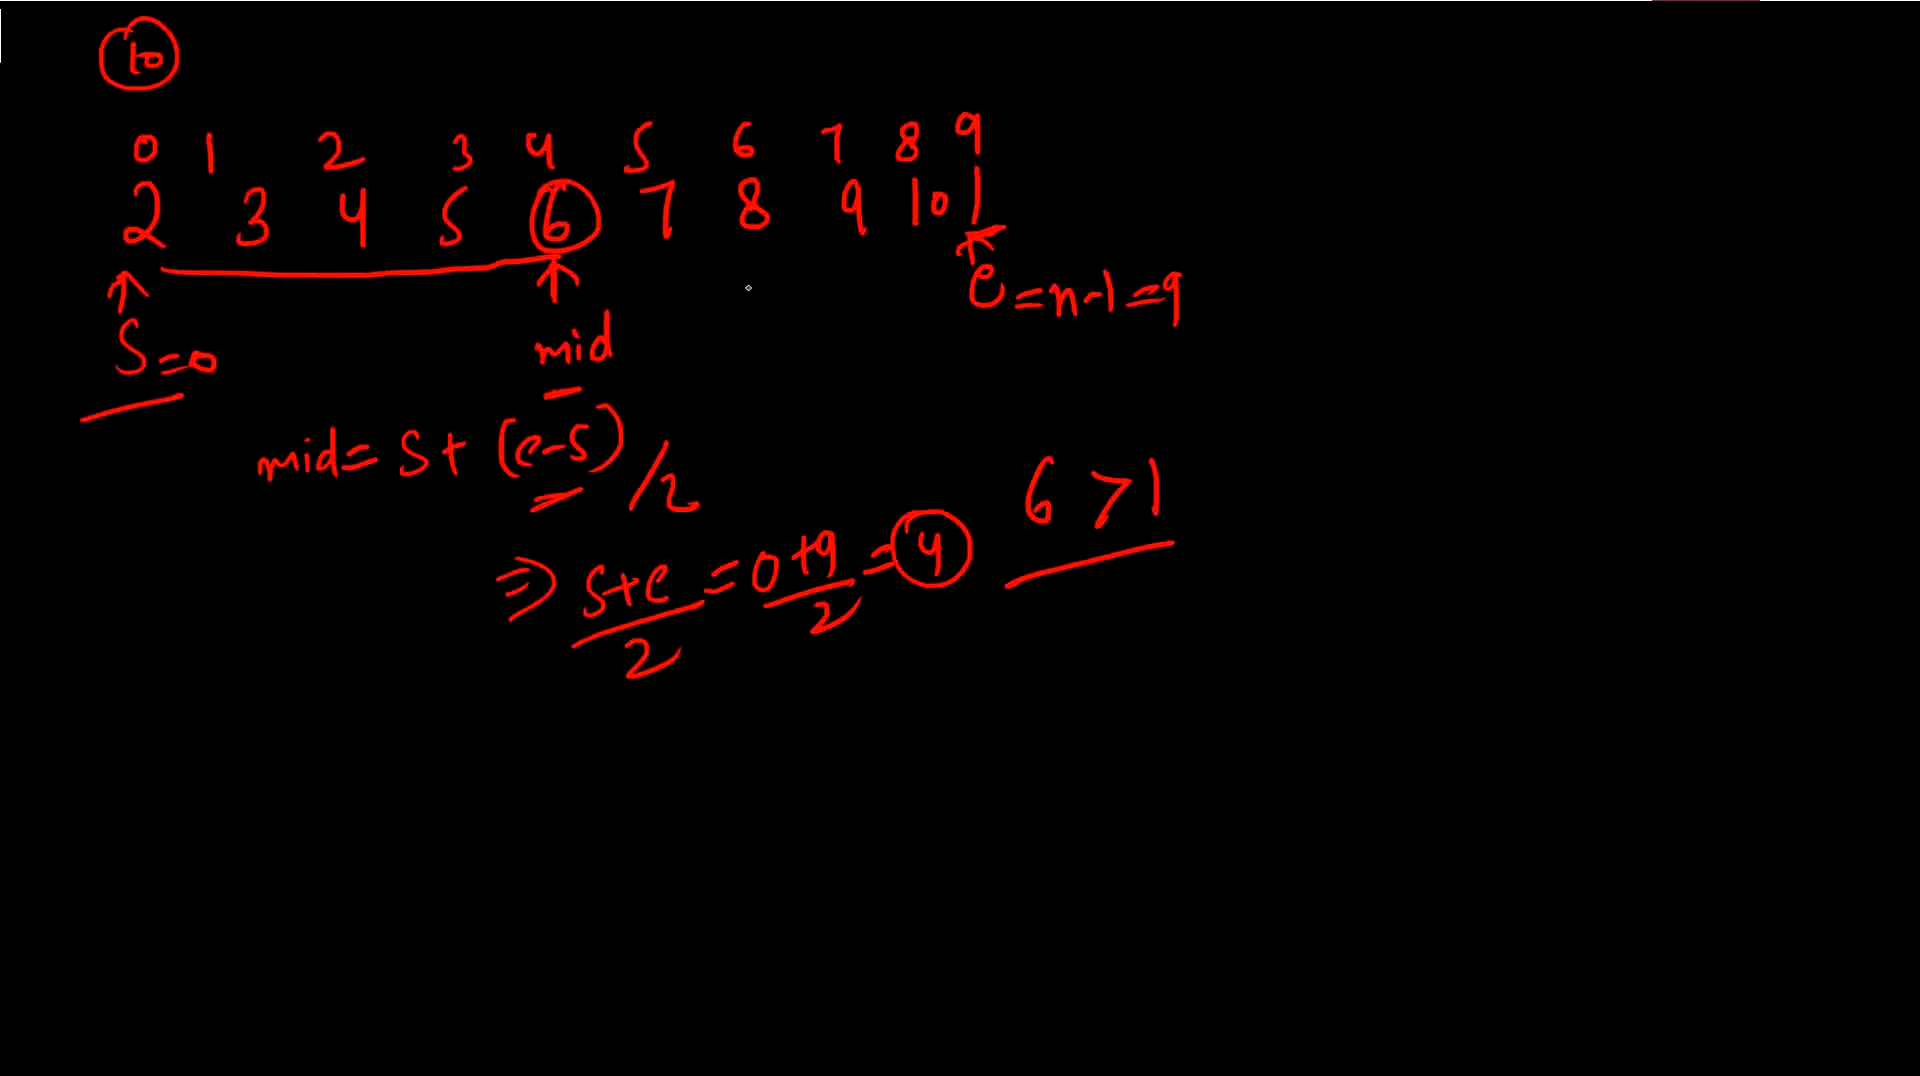 10
0 1 2 3 4 5 6 7 8 9
2 3 4 5 6 7 8 9 10 1
S=0
mid
e=n-1=9
mid= S+ (e-s)/2
6 >1
⇒ S+e/2 = 0+9/2 = 4